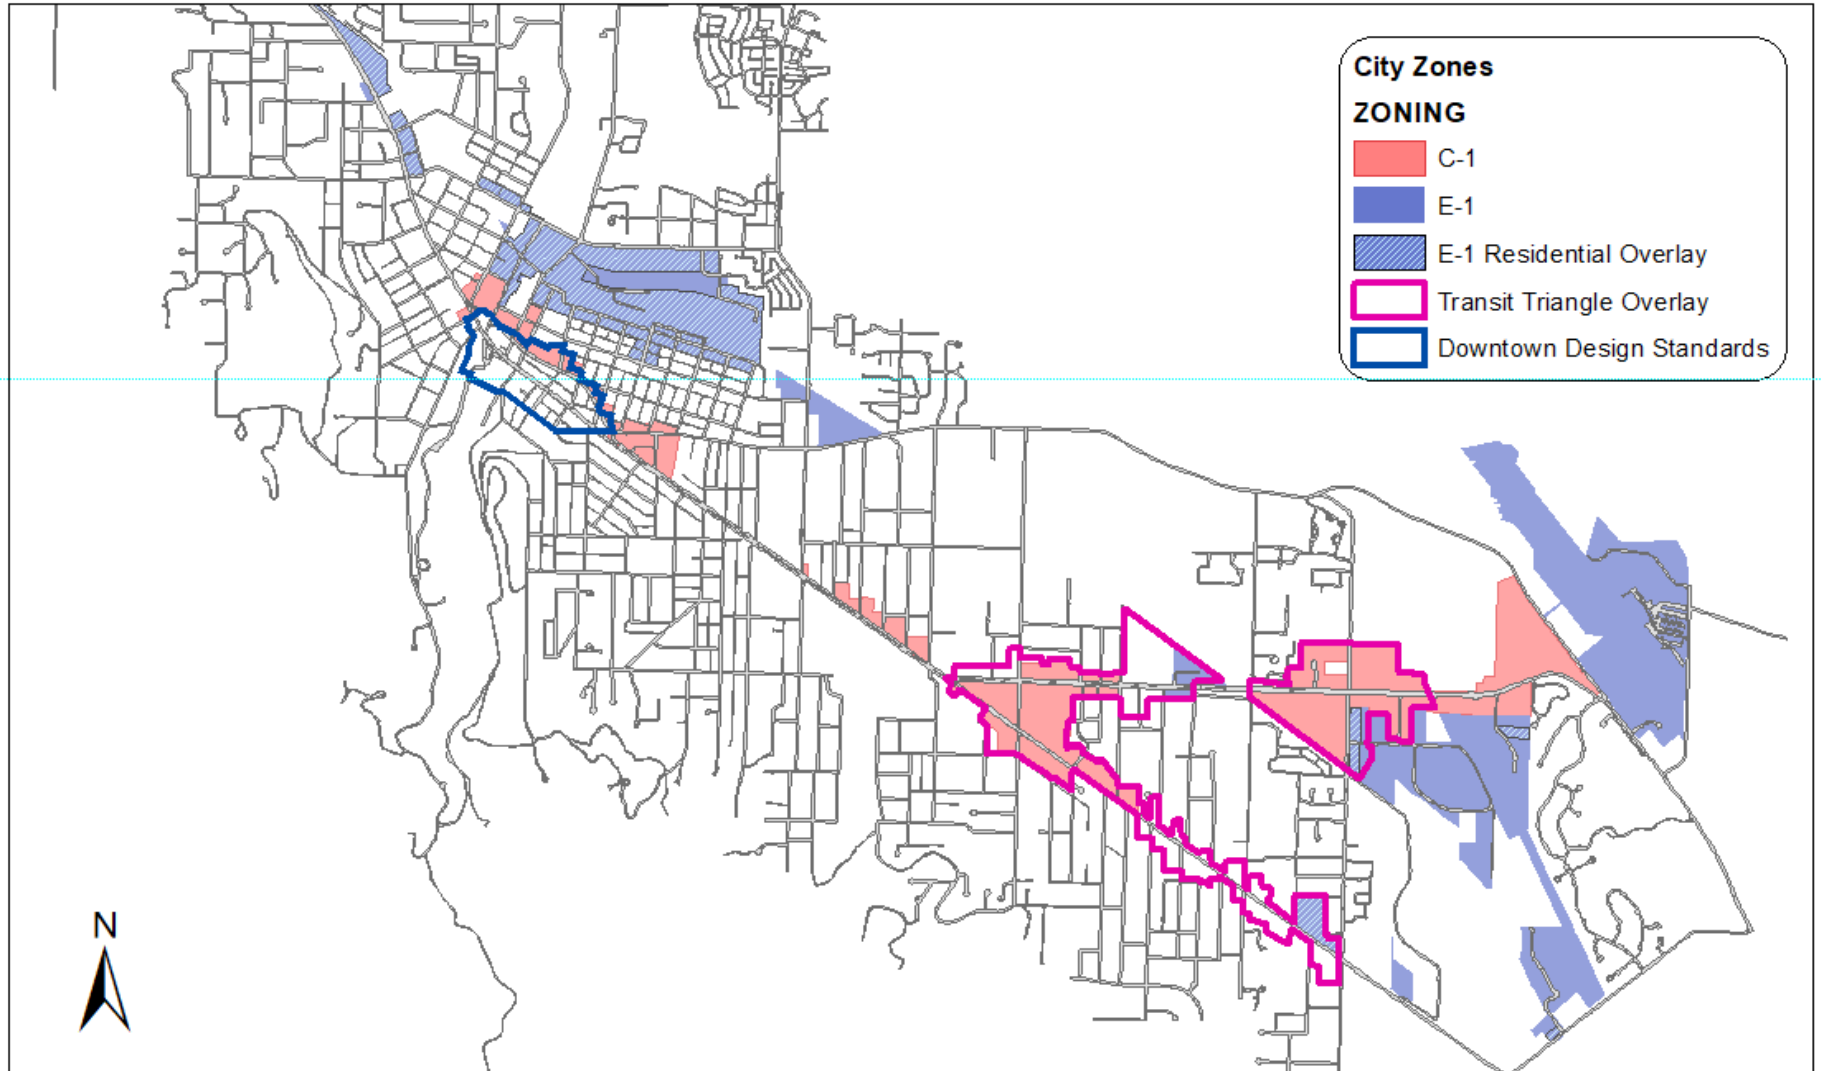 City Zones
ZONING
C-1
E-1
E-1 Residential Overlay
Transit Triangle Overlay
Downtown Design Standards
N